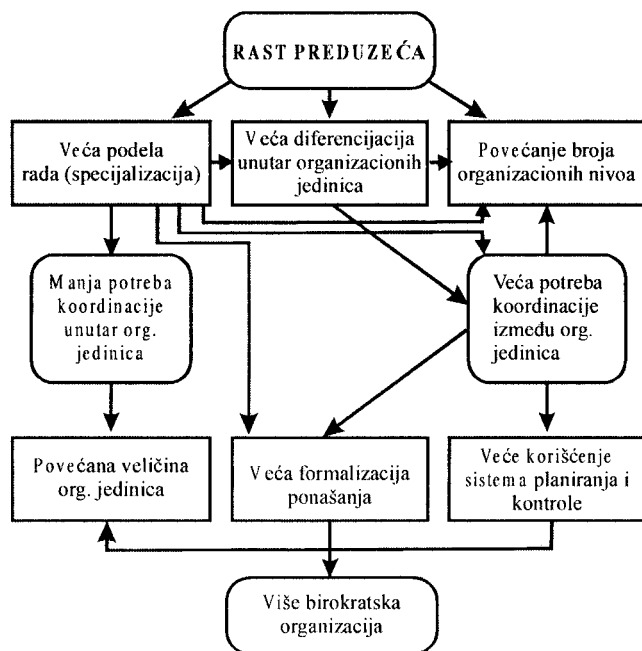 RAST PREDUZEĆA
Veća podela
rada (specijalizacija)
Veća diferencijacija
unutar organizacionih
jedinica
Povećanje broja
organizacionih nivoa
Manja potreba
koordinacije
unutar org.
jedinica
Veća potreba
koordinacije
između org.
jedinica
Povećana veličina
org. jedinica
Veća formalizacija
ponašanja
Veće korišćenje
sistema planiranja i
kontrole
Više birokratska
organizacija